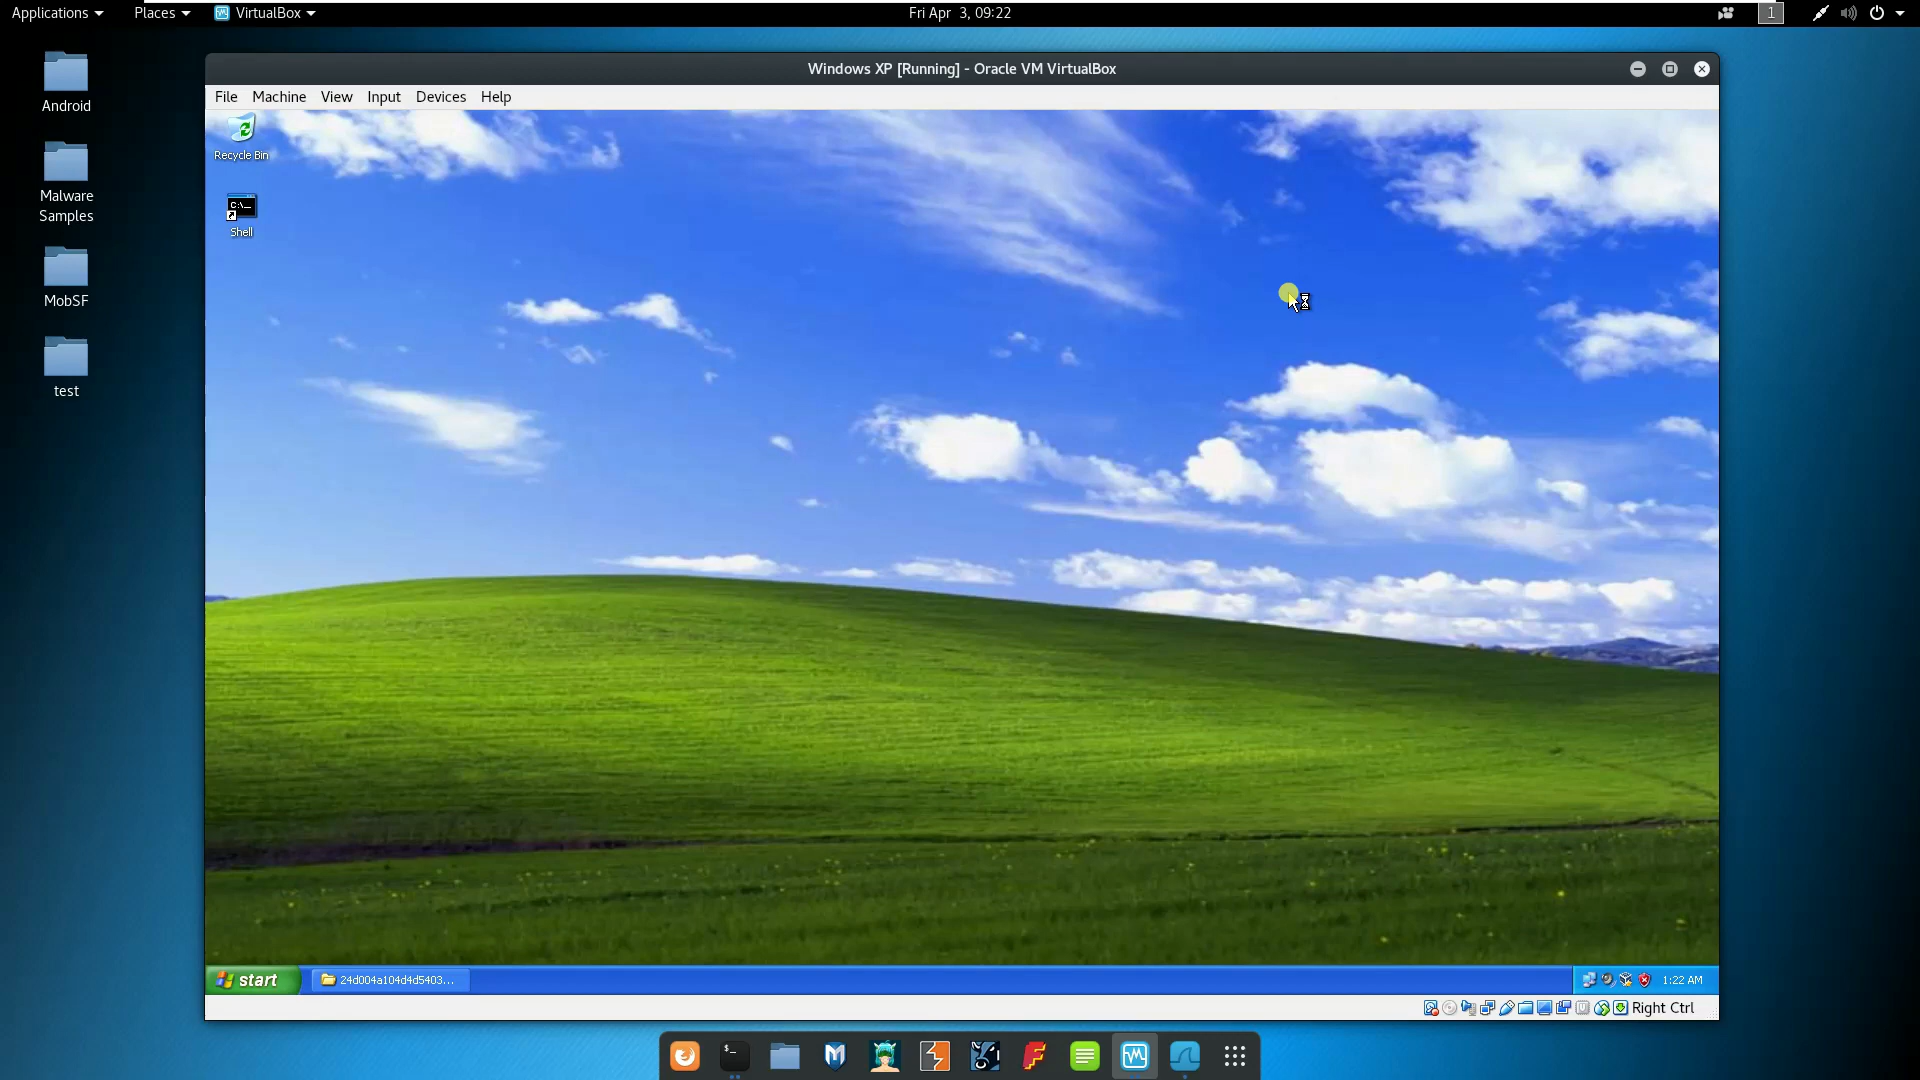 Applications Places VirtualBox Fri Apr 3, 09:22 1
Android
Malware
Samples
MobSF
test
Windows XP [Running] - Oracle VM VirtualBox
File Machine View Input Devices Help
Recycle Bin
C:\_
Shell
start 24d004a104d4d5403... 1:22 AM
Right Ctrl